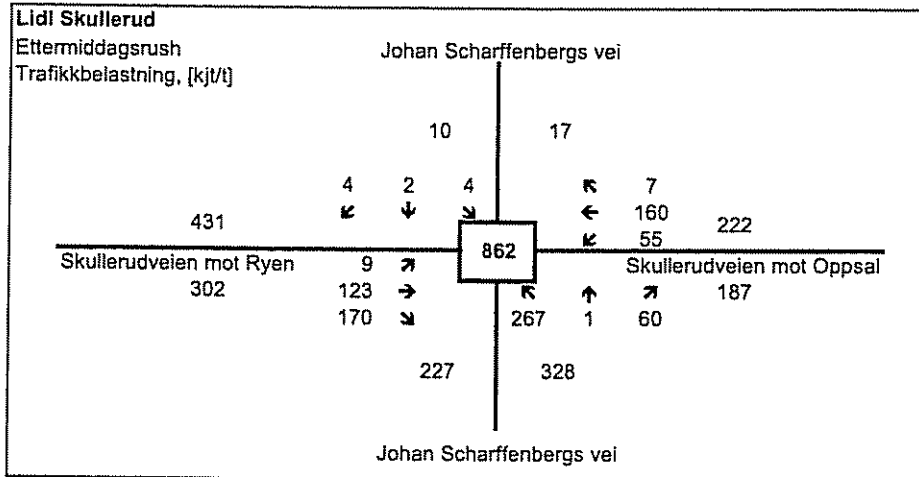 Lidl Skullerud
Ettermiddagsrush
Trafikkbelastning, [kjt/t]
Johan Scharffenbergs vei
10 17
4 2 4 ↖ 7
↙ ↓ ↘ ← 160
431 ↙ 55 222
862
Skullerudveien mot Ryen 9 ↗ Skullerudveien mot Oppsal
302 123 → ↖ ↑ ↗ 187
170 ↘ 267 1 60
227 328
Johan Scharffenbergs vei